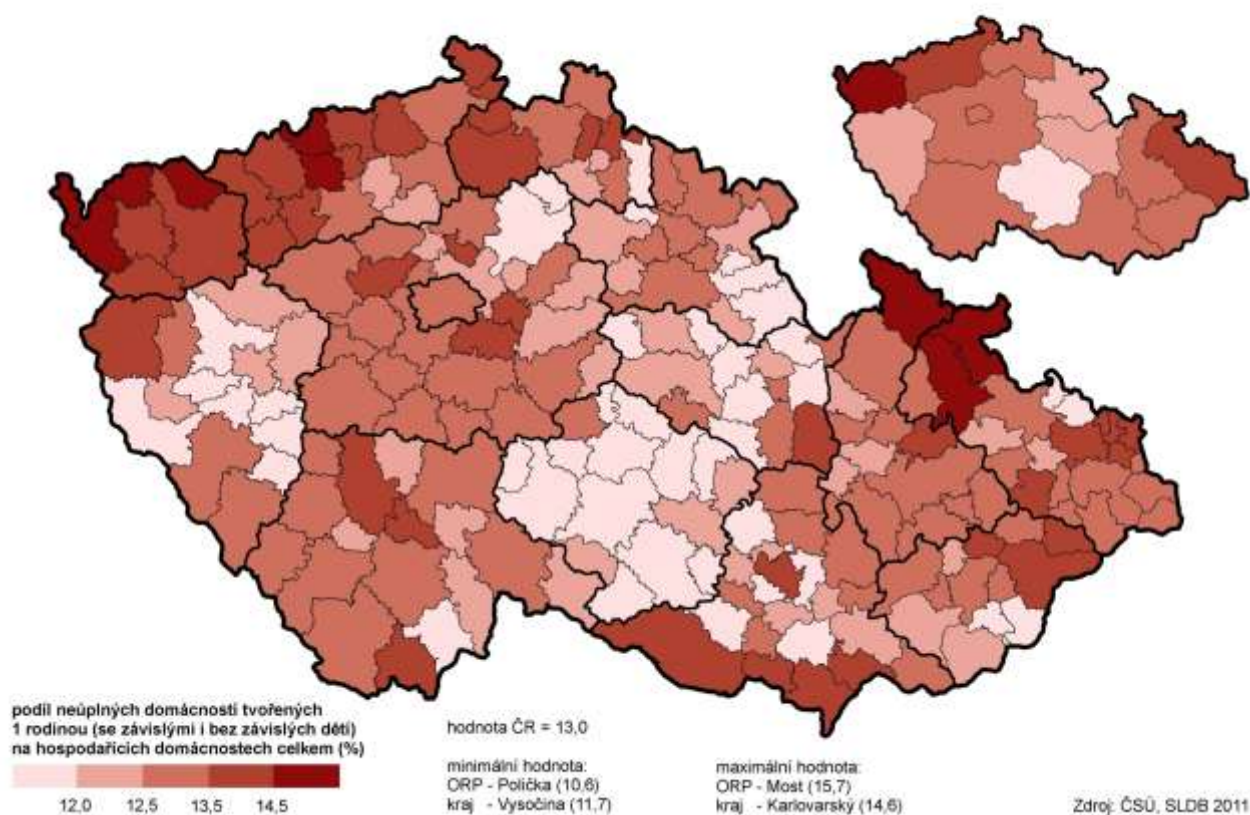 podíl neúplných domácností tvořených
1 rodinou (se závislými i bez závislých dětí)
na hospodařících domácnostech celkem (%)
12,0 12,5 13,5 14,5
hodnota ČR = 13,0
minimální hodnota:
ORP - Polička (10,6)
kraj - Vysočina (11,7)
maximální hodnota:
ORP - Most (15,7)
kraj - Karlovarský (14,6)
Zdroj: ČSÚ, SLDB 2011